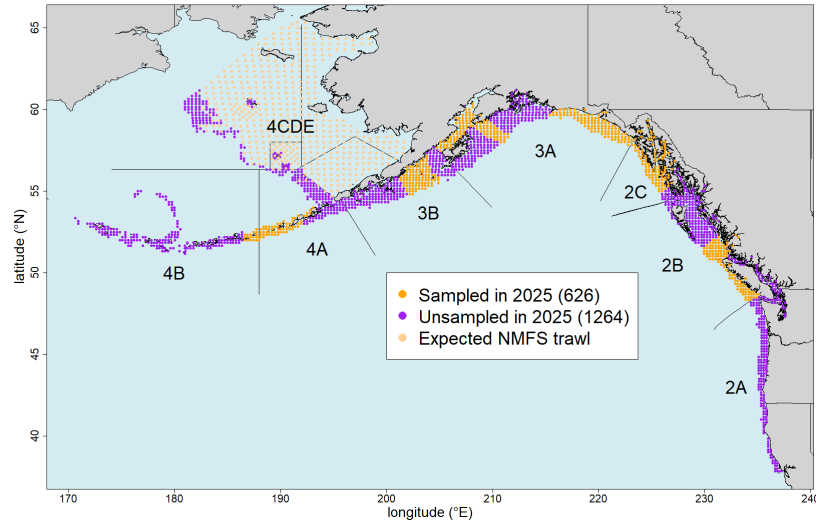 65
60
55
50
45
40
latitude (°N)
4CDE
3A
2C
3B
4A
4B
2B
2A
Sampled in 2025 (626)
Unsampled in 2025 (1264)
Expected NMFS trawl
170 180 190 200 210 220 230 240
longitude (°E)